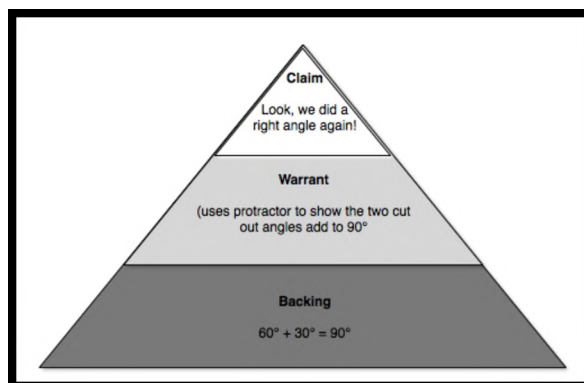 Claim
Look, we did a
right angle again!
Warrant
(uses protractor to show the two cut
out angles add to 90°
Backing
60° + 30° = 90°